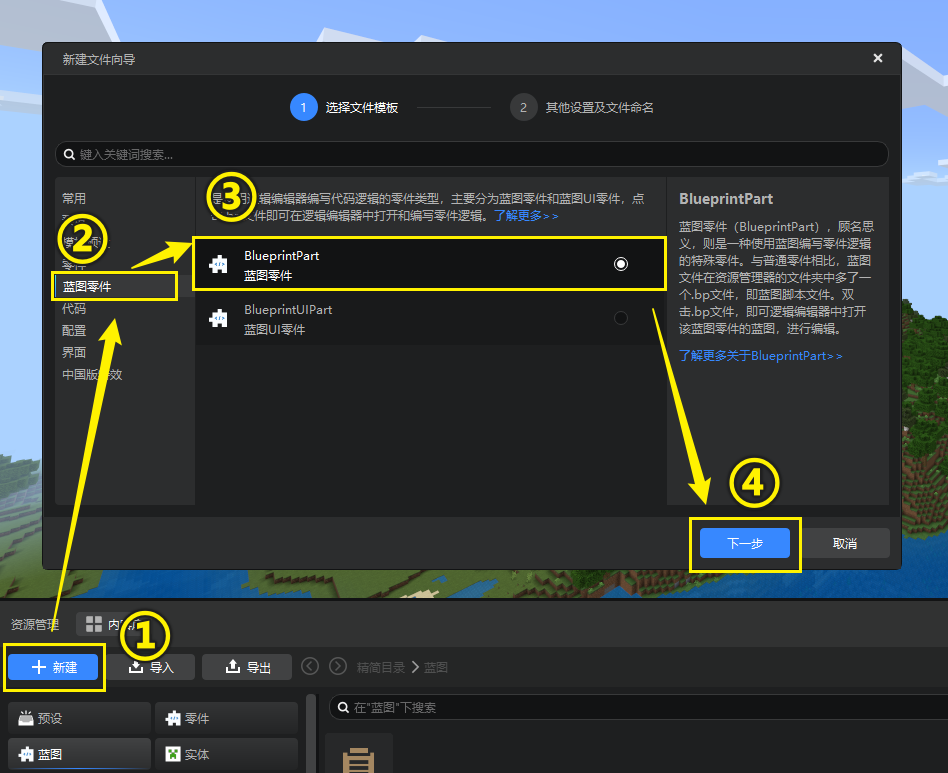 新建文件向导
1 选择文件模板
2 其他设置及文件命名
键入关键词搜索...
常用
零件
蓝图零件
代码
配置
界面
中国版特效
③
②
辑编辑器编写代码逻辑的零件类型，主要分为蓝图零件和蓝图UI零件，点
件即可在逻辑编辑器中打开和编写零件逻辑。了解更多>>
BlueprintPart
蓝图零件
BlueprintUIPart
蓝图UI零件
BlueprintPart
蓝图零件（BlueprintPart），顾名思
义，则是一种使用蓝图编写零件逻辑
的特殊零件。与普通零件相比，蓝图
文件在资源管理器的文件夹中多了一
个.bp文件，即蓝图脚本文件。双
击.bp文件，即可逻辑编辑器中打开
该蓝图零件的蓝图，进行编辑。
了解更多关于BlueprintPart>>
④
下一步
取消
资源管理
①
新建
导入
导出
精简目录
蓝图
预设
零件
在"蓝图"下搜索
蓝图
实体